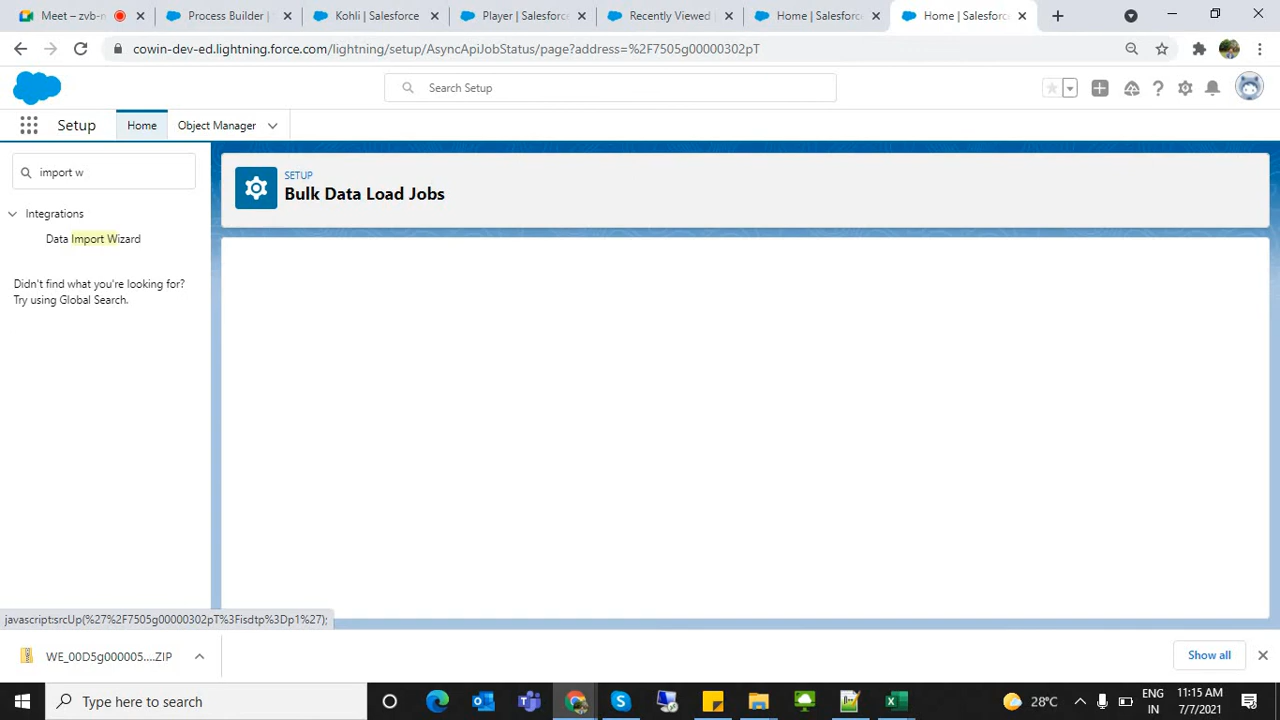 Meet – zvb-n
Process Builder |
Kohli | Salesforce
Player | Salesforce
Recently Viewed |
Home | Salesforce
Home | Salesforce
cowin-dev-ed.lightning.force.com/lightning/setup/AsyncApiJobStatus/page?address=%2F7505g00000302pT
Search Setup
Setup
Home
Object Manager
import w
SETUP
Bulk Data Load Jobs
Integrations
Data Import Wizard
Didn't find what you're looking for?
Try using Global Search.
javascript:srcUp(%27%2F7505g00000302pT%3Fisdtp%3Dp1%27);
WE_00D5g000005....ZIP
Show all
Type here to search
28°C
ENG
IN
11:15 AM
7/7/2021